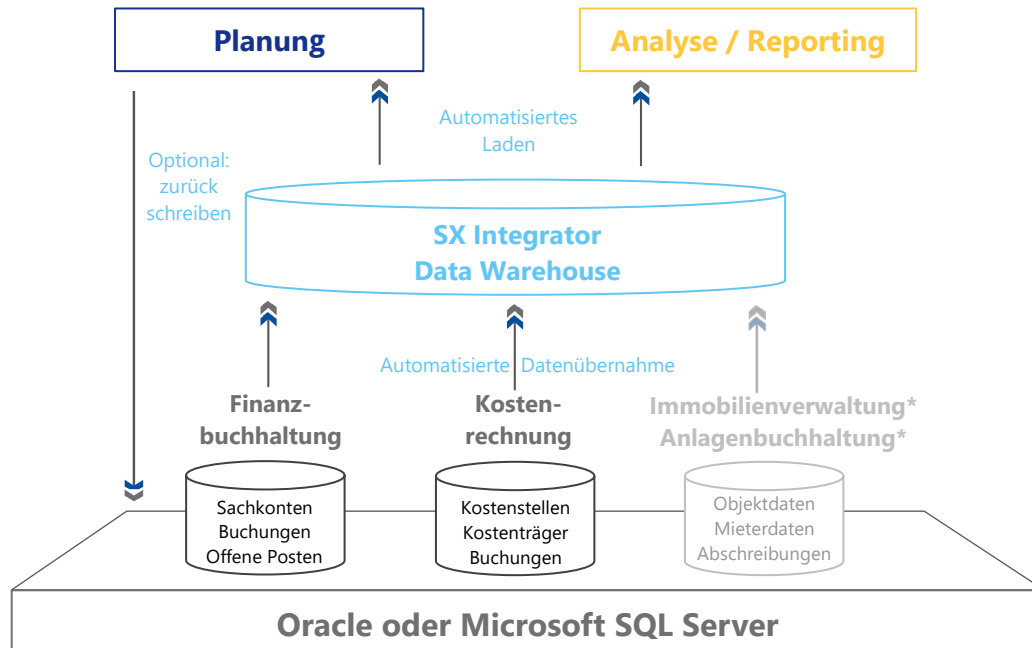 Planung
Analyse / Reporting
Automatisiertes
Laden
Optional:
zurück
schreiben
SX Integrator
Data Warehouse
Automatisierte Datenübernahme
Finanz-
buchhaltung
Kosten-
rechnung
Immobilienverwaltung*
Anlagenbuchhaltung*
Sachkonten
Buchungen
Offene Posten
Kostenstellen
Kostenträger
Buchungen
Objektdaten
Mieterdaten
Abschreibungen
Oracle oder Microsoft SQL Server